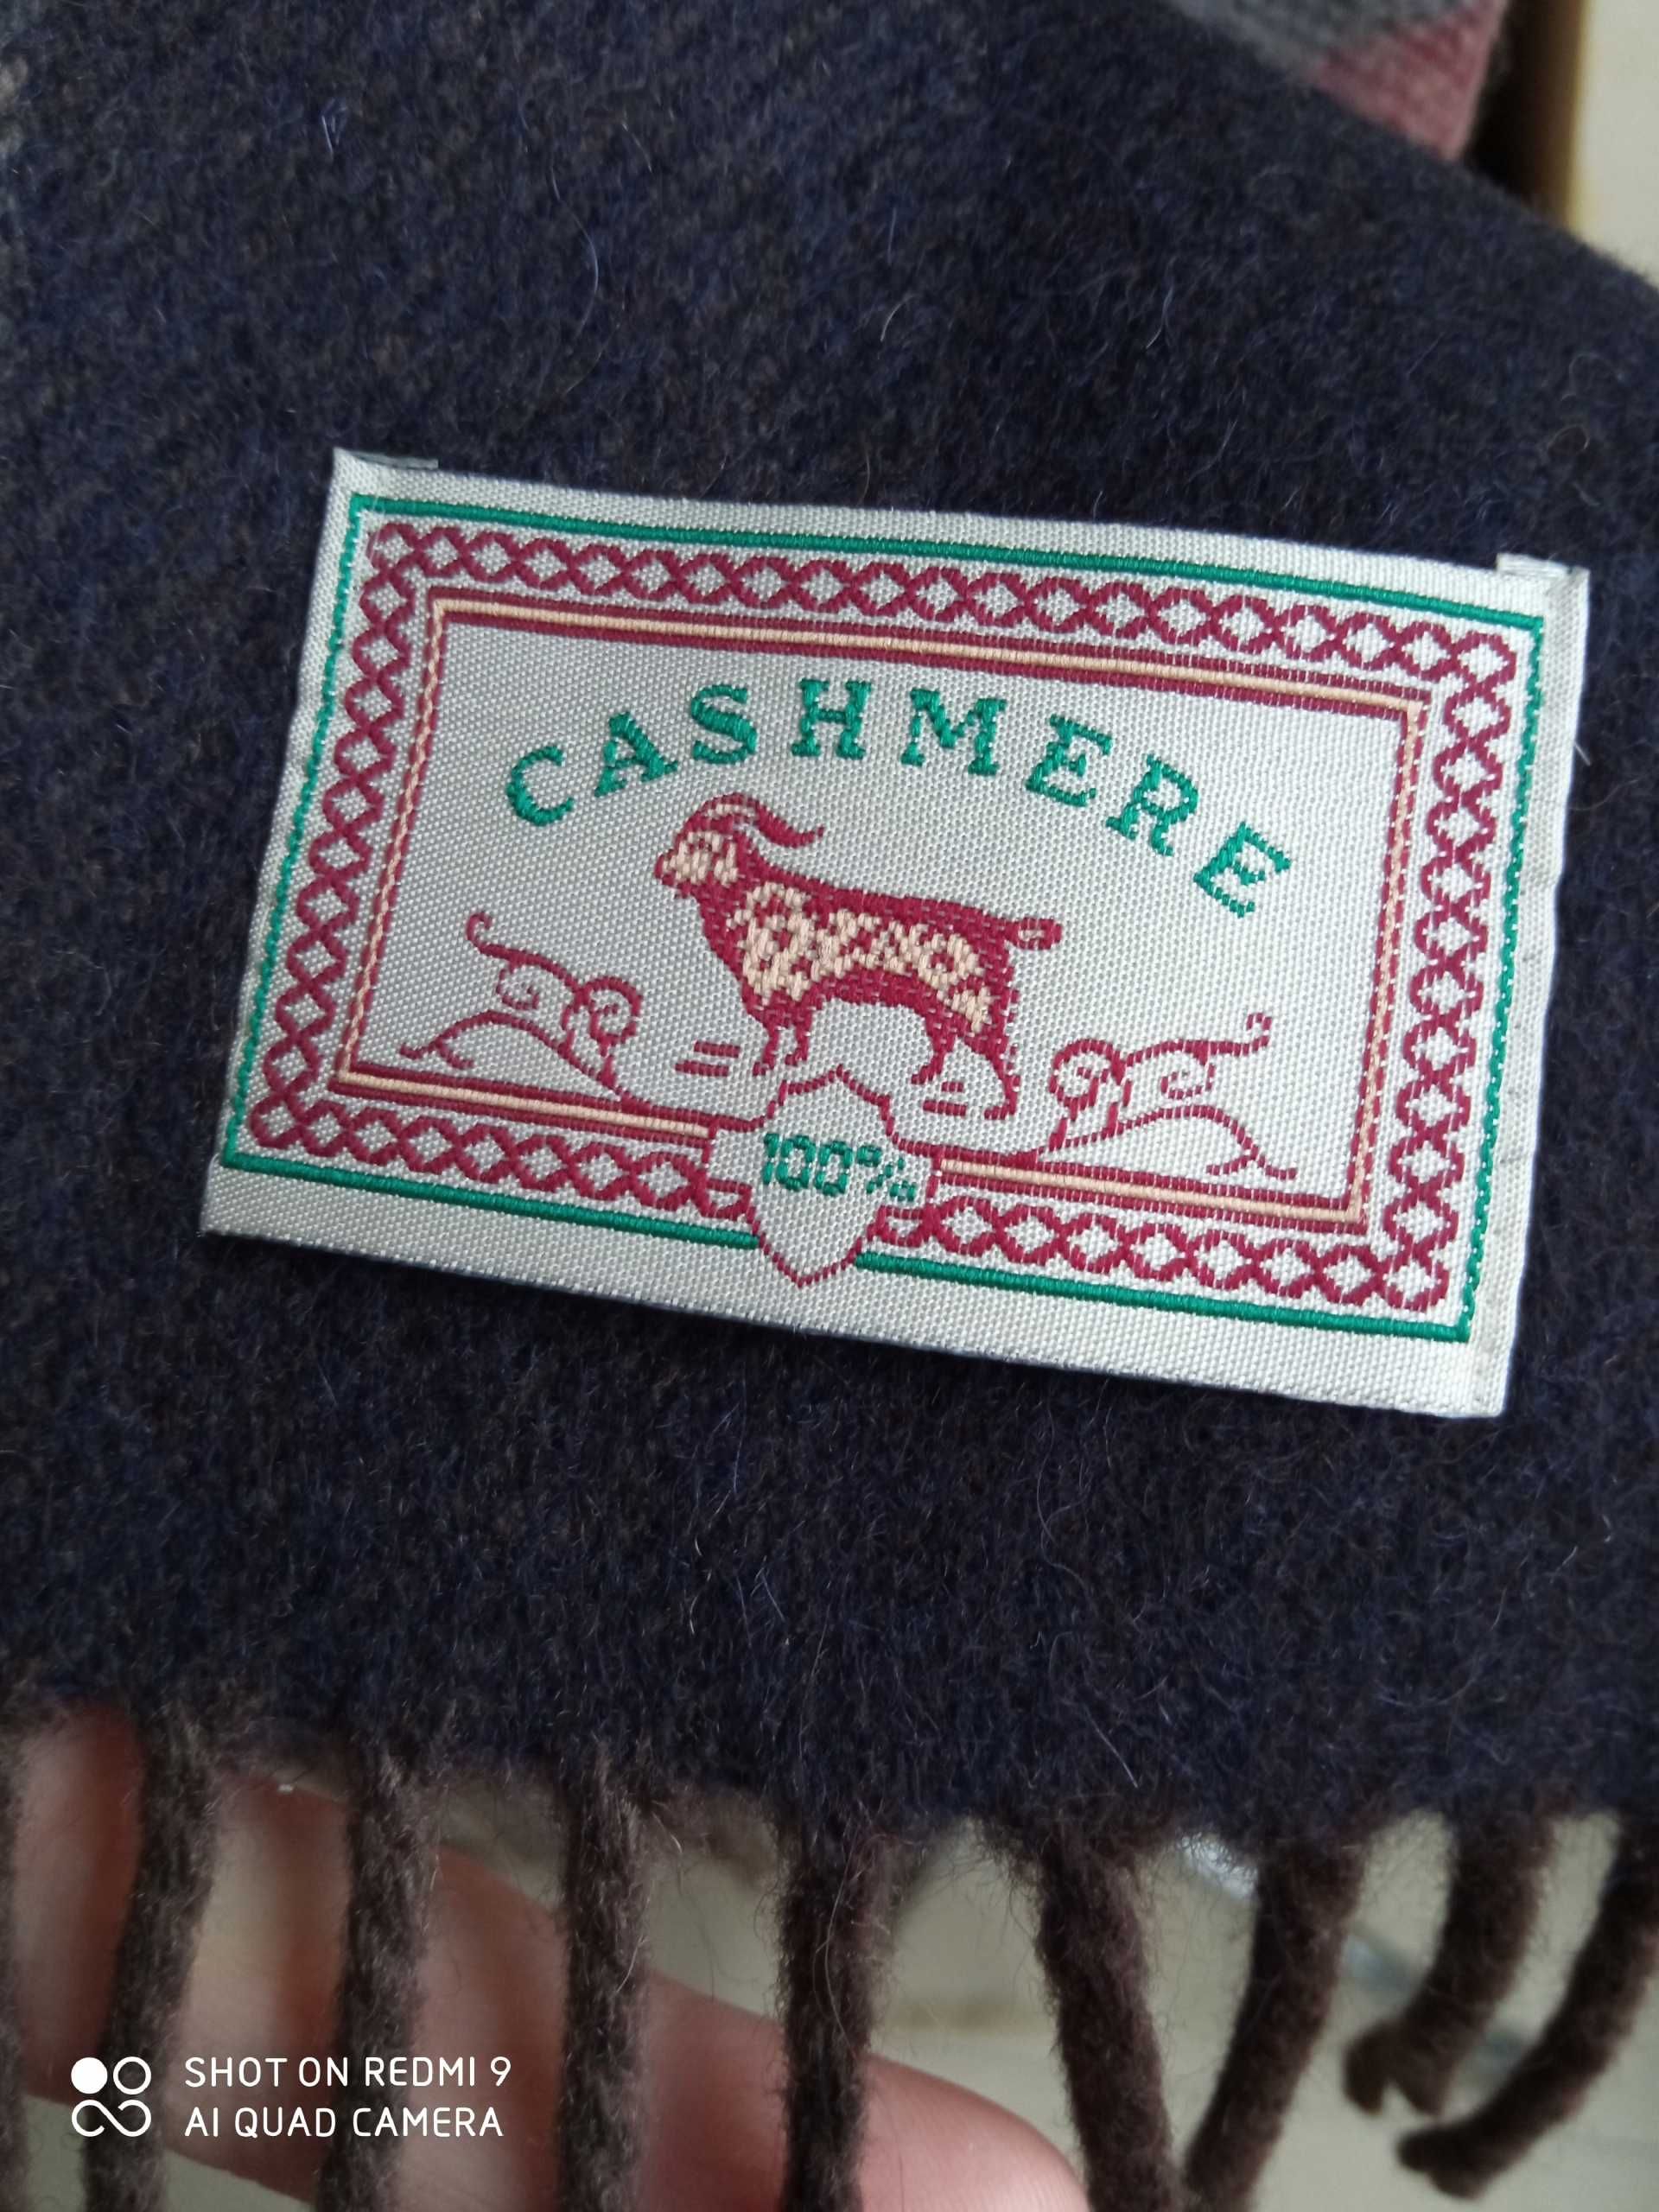 CASHMERE
100%
SHOT ON REDMI 9
AI QUAD CAMERA